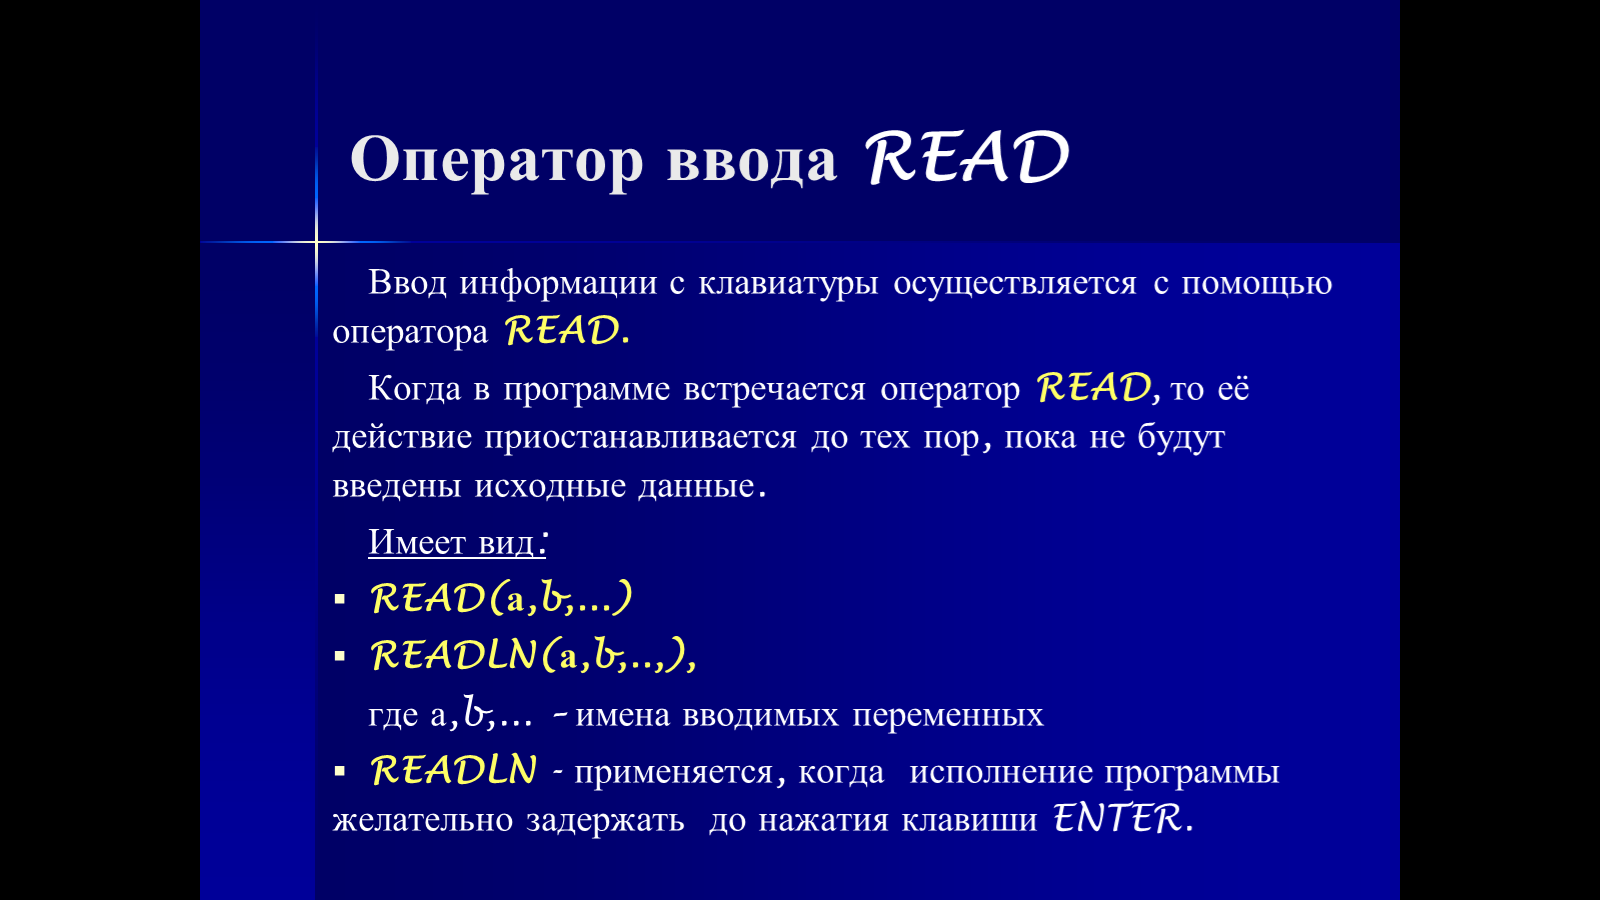 Оператор ввода READ
Ввод информации с клавиатуры осуществляется с помощью
оператора READ.
Когда в программе встречается оператор READ, то её
действие приостанавливается до тех пор, пока не будут
введены исходные данные.
Имеет вид:
▪ READ(a,b,...)
▪ READLN(a,b,..,),
где a,b,... – имена вводимых переменных
▪ READLN - применяется, когда исполнение программы
желательно задержать до нажатия клавиши ENTER.